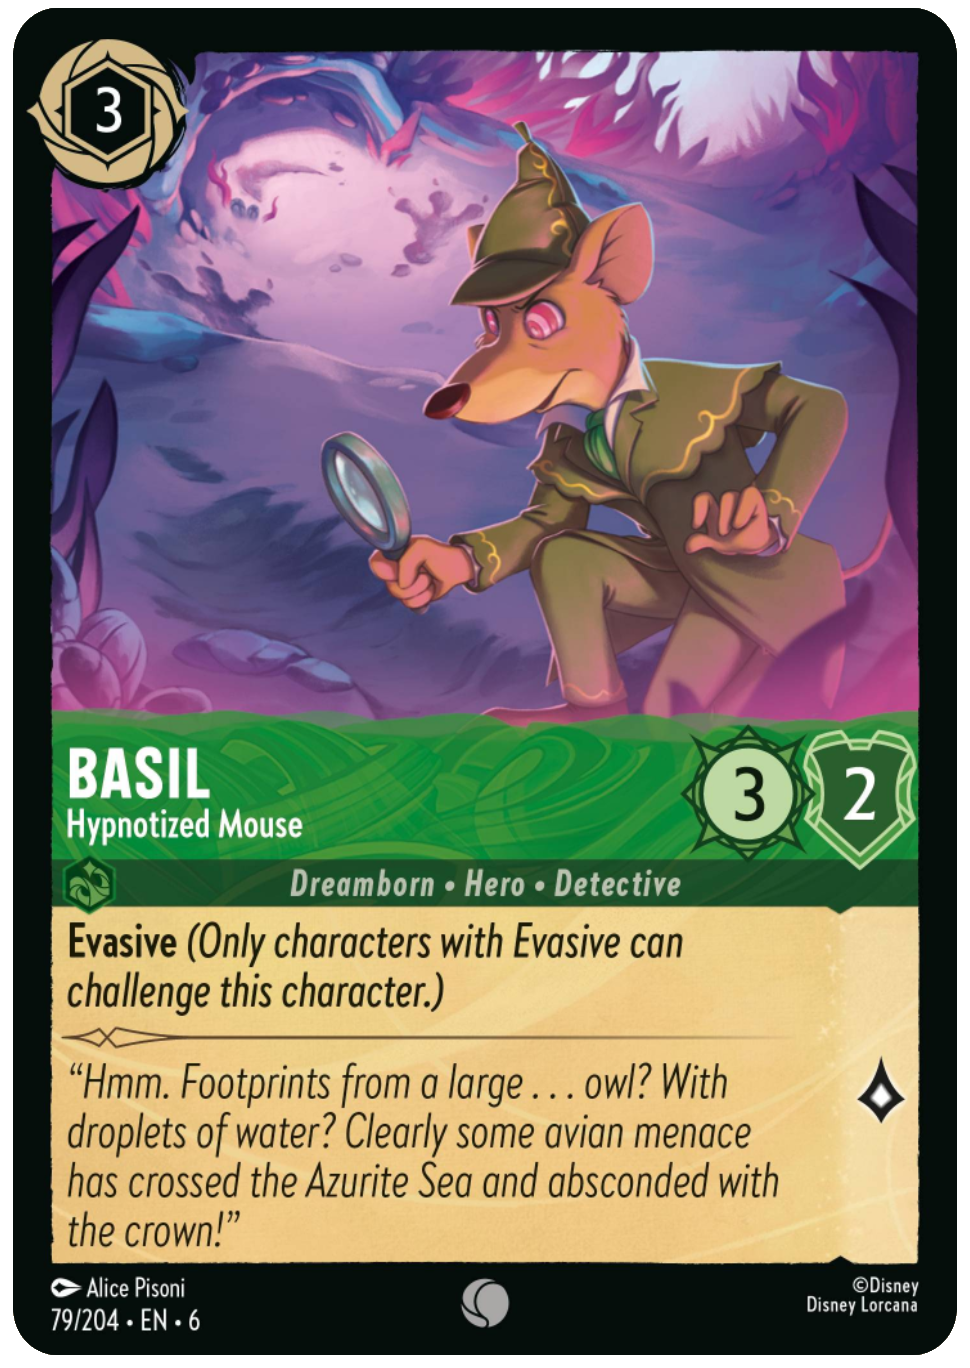 3
BASIL
Hypnotized Mouse
3
2
Dreamborn • Hero • Detective
Evasive (Only characters with Evasive can
challenge this character.)
“Hmm. Footprints from a large . . . owl? With
droplets of water? Clearly some avian menace
has crossed the Azurite Sea and absconded with
the crown!”
Alice Pisoni
79/204 • EN • 6
©Disney
Disney Lorcana